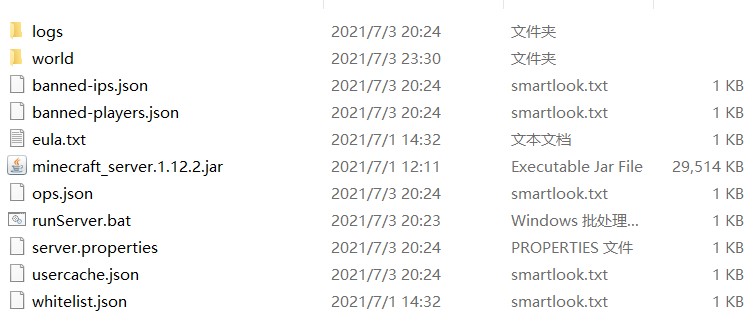 logs 2021/7/3 20:24 文件夹
world 2021/7/3 23:30 文件夹
banned-ips.json 2021/7/3 20:24 smartlook.txt 1 KB
banned-players.json 2021/7/3 20:24 smartlook.txt 1 KB
eula.txt 2021/7/1 14:32 文本文档 1 KB
minecraft_server.1.12.2.jar 2021/7/1 12:11 Executable Jar File 29,514 KB
ops.json 2021/7/3 20:24 smartlook.txt 1 KB
runServer.bat 2021/7/3 20:23 Windows 批处理... 1 KB
server.properties 2021/7/3 20:24 PROPERTIES 文件 1 KB
usercache.json 2021/7/3 20:24 smartlook.txt 1 KB
whitelist.json 2021/7/1 14:32 smartlook.txt 1 KB